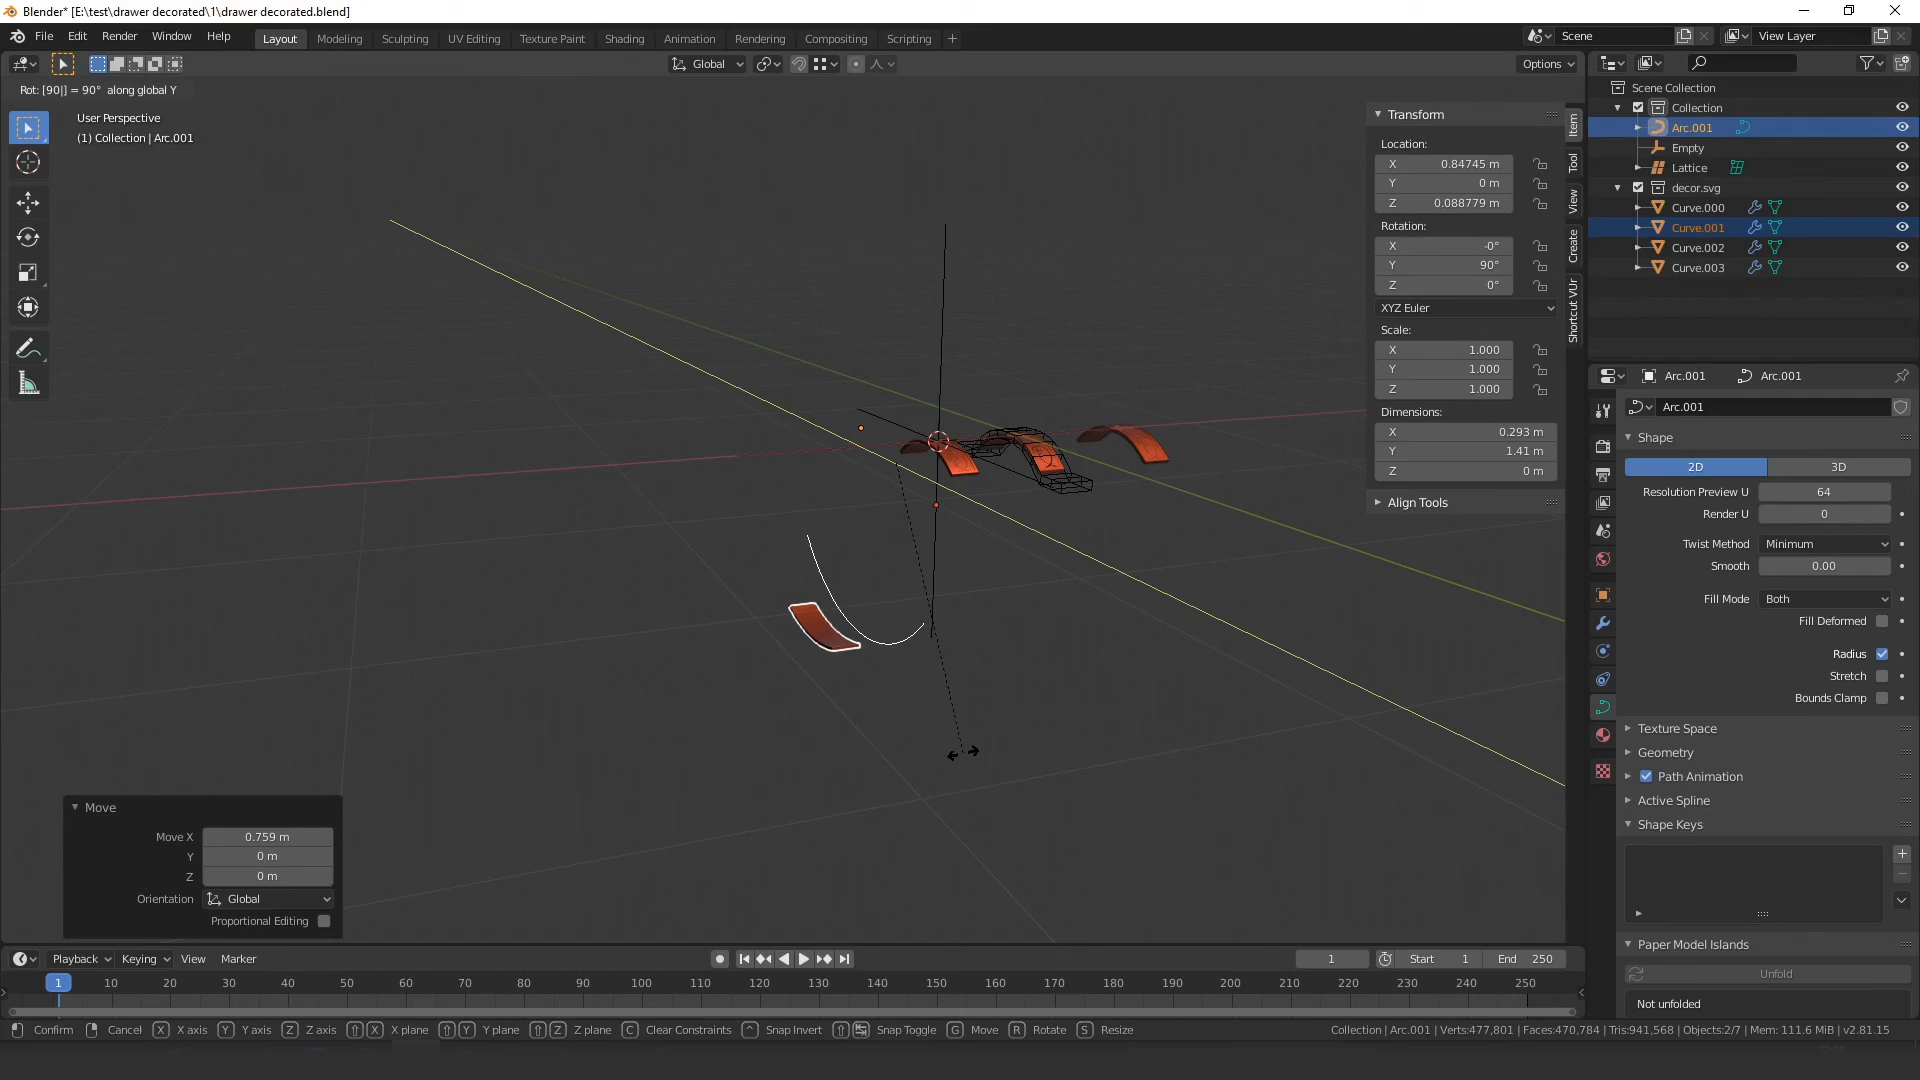 Blender* [E:\test\drawer decorated\1\drawer decorated.blend]
File Edit Render Window Help
Layout Modeling Sculpting UV Editing Texture Paint Shading Animation Rendering Compositing Scripting +
Scene
View Layer
Global
Options
Rot: [90|] = 90° along global Y
User Perspective
(1) Collection | Arc.001
Transform
Location:
X 0.84745 m
Y 0 m
Z 0.088779 m
Rotation:
X -0°
Y 90°
Z 0°
XYZ Euler
Scale:
X 1.000
Y 1.000
Z 1.000
Dimensions:
X 0.293 m
Y 1.41 m
Z 0 m
Align Tools
Item
Tool
View
Create
Shortcut VUr
Scene Collection
Collection
Arc.001
Empty
Lattice
decor.svg
Curve.000
Curve.001
Curve.002
Curve.003
Arc.001 Arc.001
Arc.001
Shape
2D 3D
Resolution Preview U 64
Render U 0
Twist Method Minimum
Smooth 0.00
Fill Mode Both
Fill Deformed
Radius
Stretch
Bounds Clamp
Texture Space
Geometry
Path Animation
Active Spline
Shape Keys
Paper Model Islands
Unfold
Not unfolded
Move
Move X 0.759 m
Y 0 m
Z 0 m
Orientation Global
Proportional Editing
Playback Keying View Marker
1 Start 1 End 250
1 10 20 30 40 50 60 70 80 90 100 110 120 130 140 150 160 170 180 190 200 210 220 230 240 250
Confirm Cancel X X axis Y Y axis Z Z axis X X plane Y Y plane Z Z plane C Clear Constraints ^ Snap Invert Snap Toggle G Move R Rotate S Resize
Collection | Arc.001 | Verts:477,801 | Faces:470,784 | Tris:941,568 | Objects:2/7 | Mem: 111.6 MiB | v2.81.15